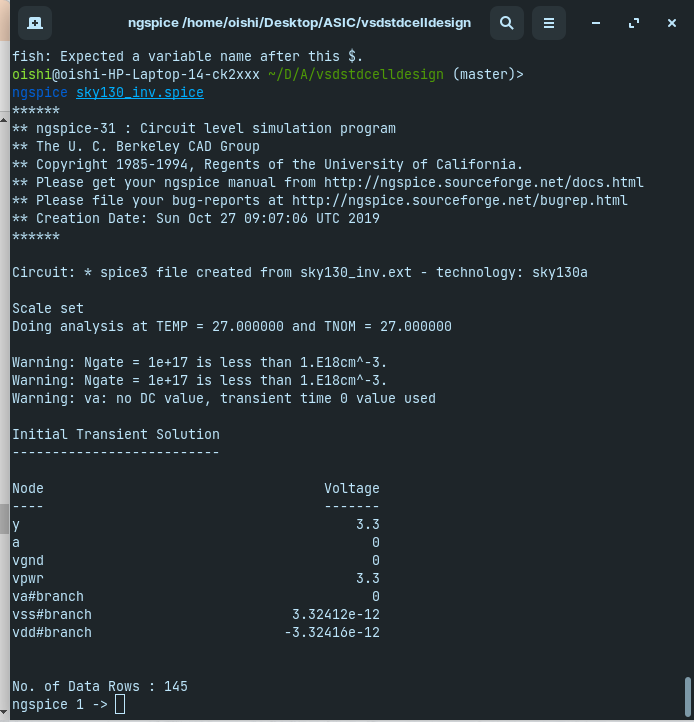 ngspice /home/oishi/Desktop/ASIC/vsdstdcelldesign
fish: Expected a variable name after this $.
oishi@oishi-HP-Laptop-14-ck2xxx ~/D/A/vsdstdcelldesign (master)>
ngspice sky130_inv.spice
******
** ngspice-31 : Circuit level simulation program
** The U. C. Berkeley CAD Group
** Copyright 1985-1994, Regents of the University of California.
** Please get your ngspice manual from http://ngspice.sourceforge.net/docs.html
** Please file your bug-reports at http://ngspice.sourceforge.net/bugrep.html
** Creation Date: Sun Oct 27 09:07:06 UTC 2019
******
Circuit: * spice3 file created from sky130_inv.ext - technology: sky130a
Scale set
Doing analysis at TEMP = 27.000000 and TNOM = 27.000000
Warning: Ngate = 1e+17 is less than 1.E18cm^-3.
Warning: Ngate = 1e+17 is less than 1.E18cm^-3.
Warning: va: no DC value, transient time 0 value used
Initial Transient Solution
--------------------------
Node Voltage
---- -------
y 3.3
a 0
vgnd 0
vpwr 3.3
va#branch 0
vss#branch 3.32412e-12
vdd#branch -3.32416e-12
No. of Data Rows : 145
ngspice 1 ->